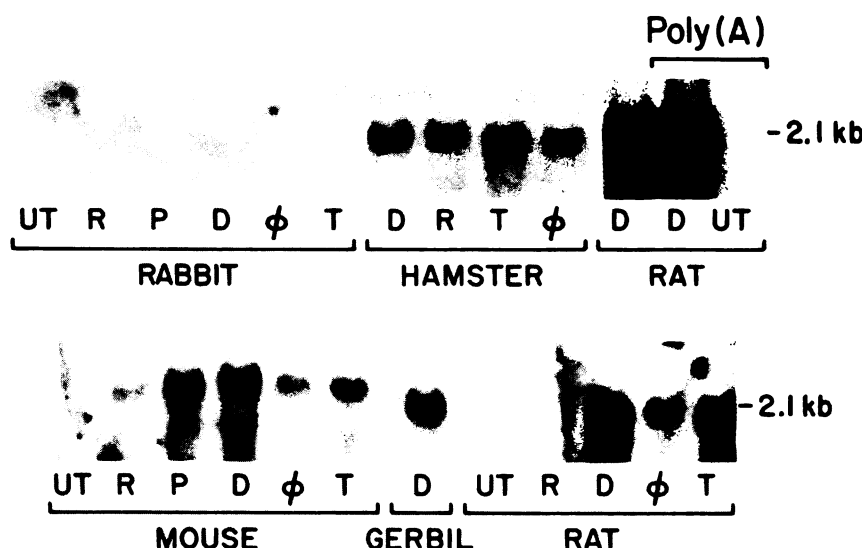 Poly(A)
-2.1 kb
UT R P D ϕ T D R T ϕ D D UT
RABBIT HAMSTER RAT
-2.1 kb
UT R P D ϕ T D UT R D ϕ T
MOUSE GERBIL RAT